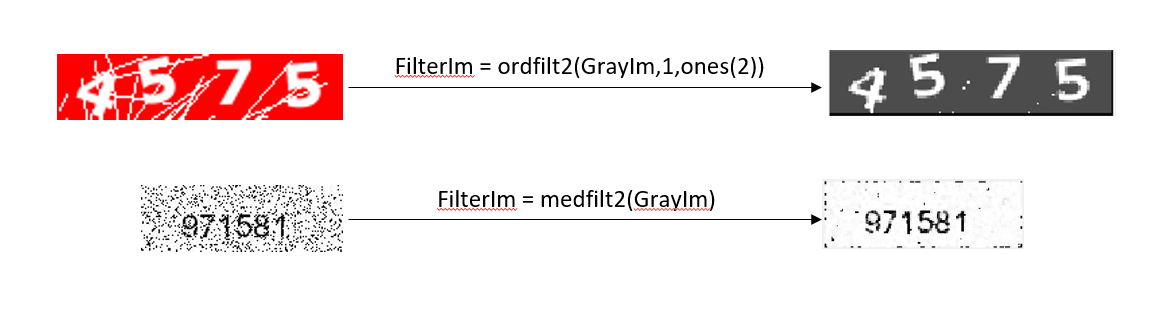 4575
FilterIm = ordfilt2(GrayIm,1,ones(2))
4575
971581
FilterIm = medfilt2(GrayIm)
971581